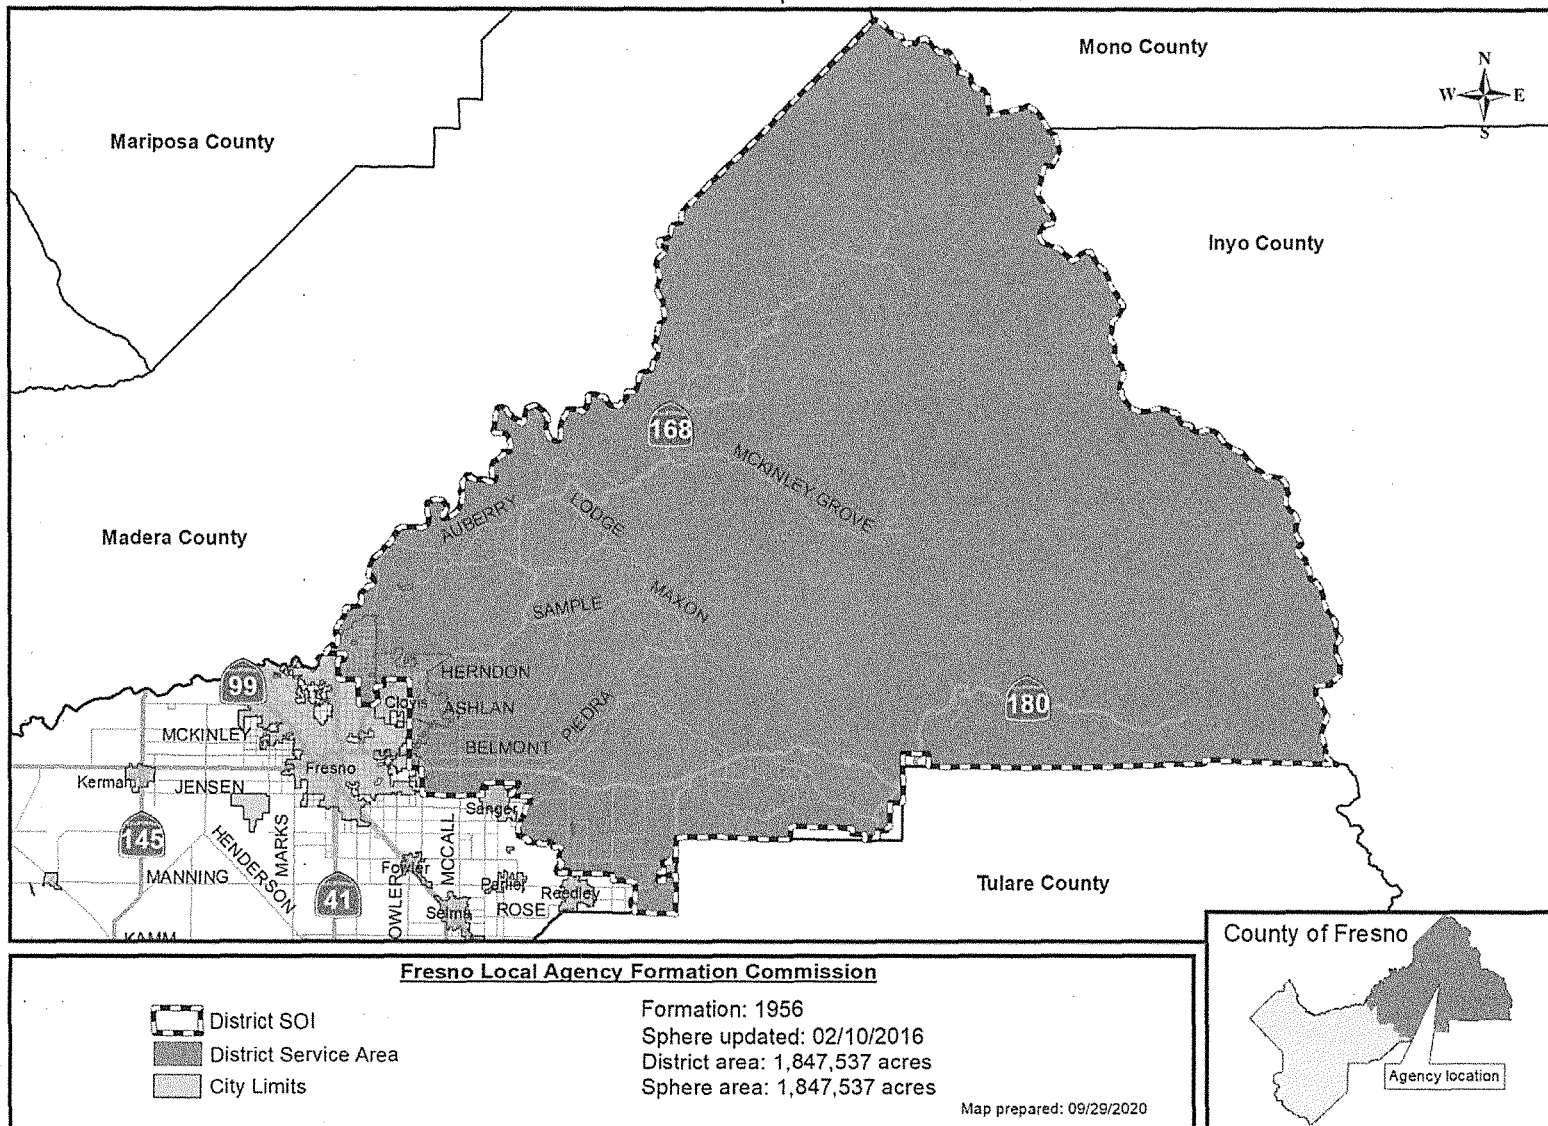 Mono County
N
W E
S
Mariposa County
Inyo County
168
MCKINLEY GROVE
AUBERRY
LODGE
Madera County
MAXON
SAMPLE
HERNDON
99
180
Clovis
ASHLAN
PIEDRA
MCKINLEY
BELMONT
Fresno
Kerman
JENSEN
Sanger
145
HENDERSON
MARKS
MCCALL
MANNING
Fowler
41
OWLER
Parlier
Reedley
Tulare County
Selma
ROSE
KAMM
County of Fresno
Agency location
Fresno Local Agency Formation Commission
District SOI
District Service Area
City Limits
Formation: 1956
Sphere updated: 02/10/2016
District area: 1,847,537 acres
Sphere area: 1,847,537 acres
Map prepared: 09/29/2020